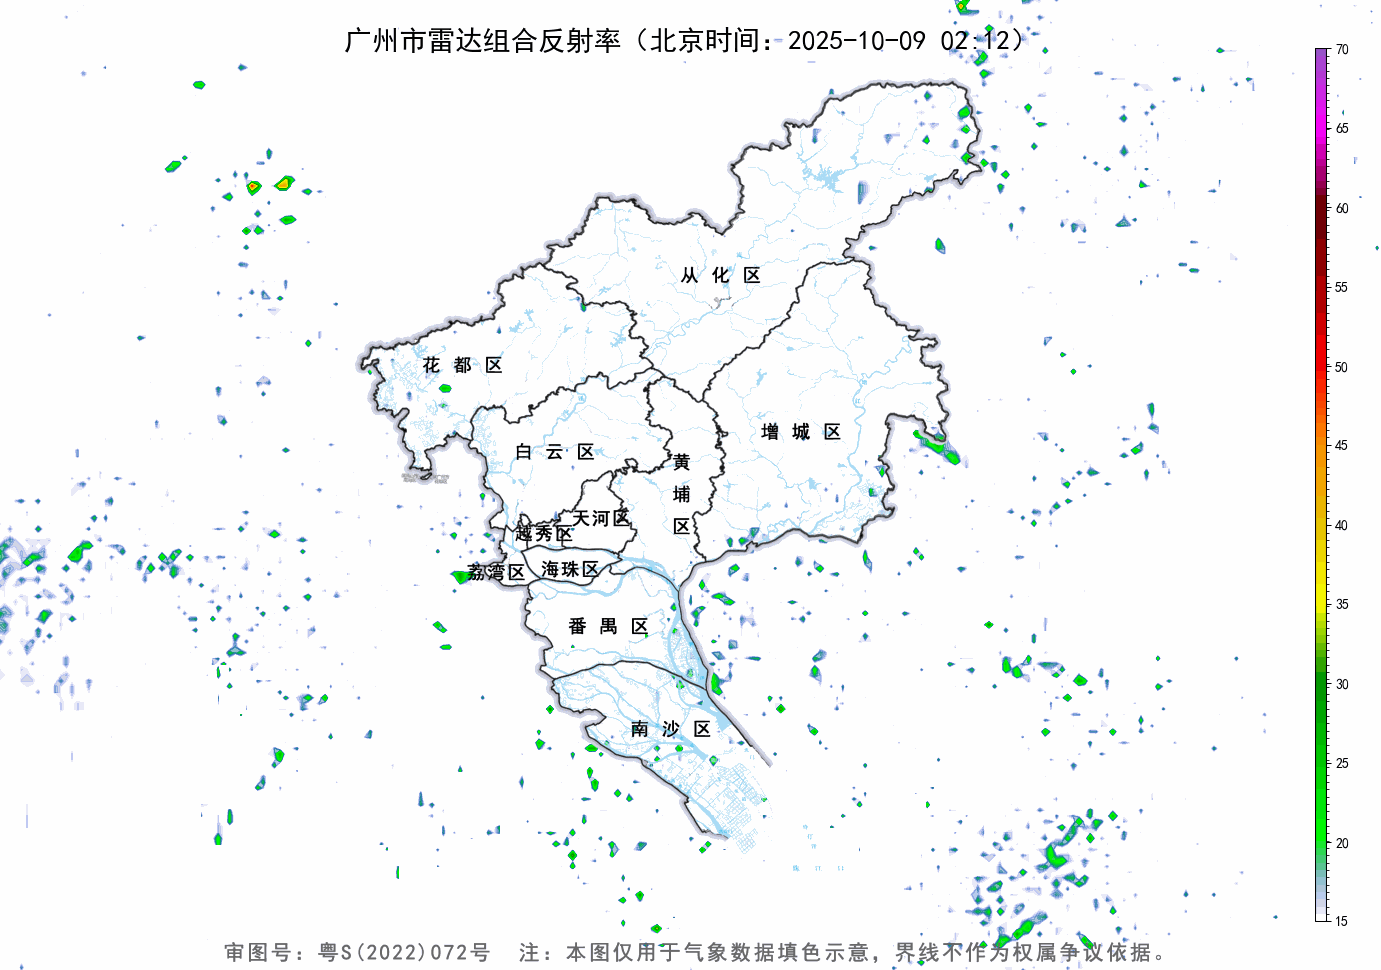 广州市雷达组合反射率（北京时间：2025-10-09 02:12）
70
65
60
55
50
45
40
35
30
25
20
15
从化区
花都区
增城区
白云区
黄埔区
天河区
越秀区
海珠区
荔湾区
番禺区
南沙区
审图号：粤S(2022)072号 注：本图仅用于气象数据填色示意，界线不作为权属争议依据。